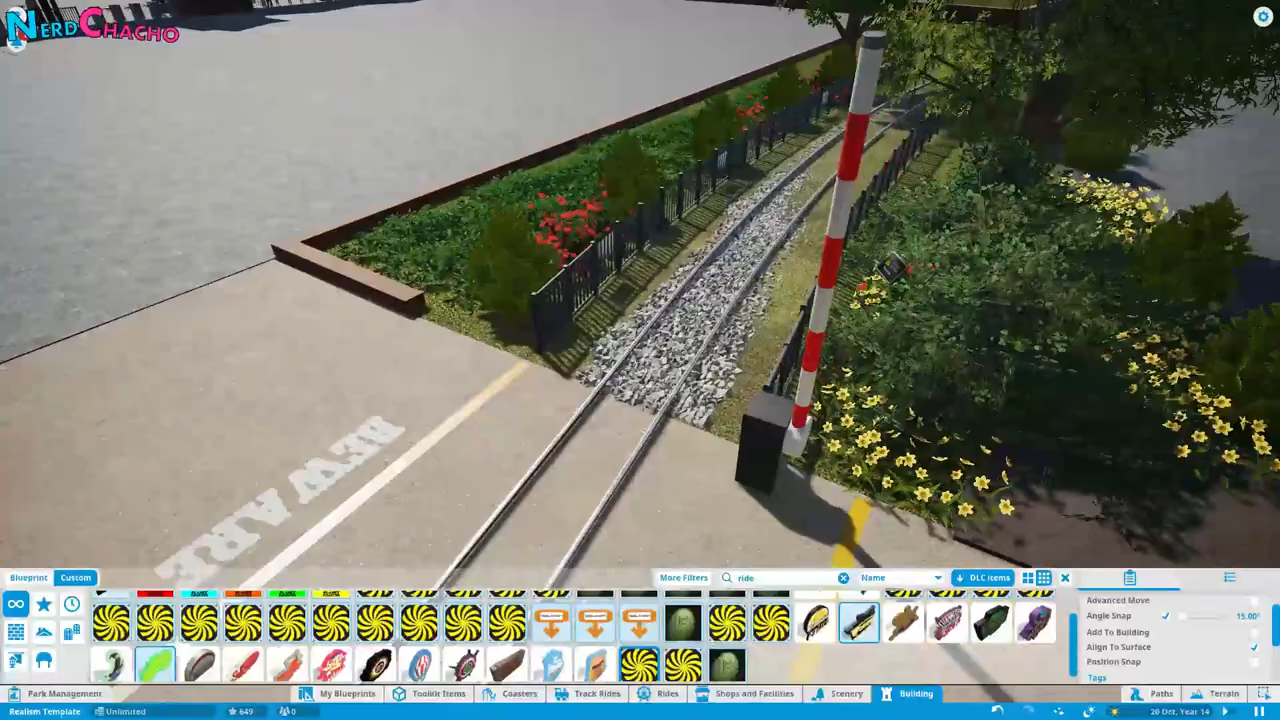 NERDCHACHO
BEWARE
Blueprint Custom More Filters ride Name DLC Items
Advanced Move
Angle Snap 15.00°
Add To Building
Align To Surface
Position Snap
Tags
Park Management My Blueprints Toolkit Items Coasters Track Rides Rides Shops and Facilities Scenery Building Paths Terrain
Realism Template Unlimited 649 0 20 Oct, Year 14